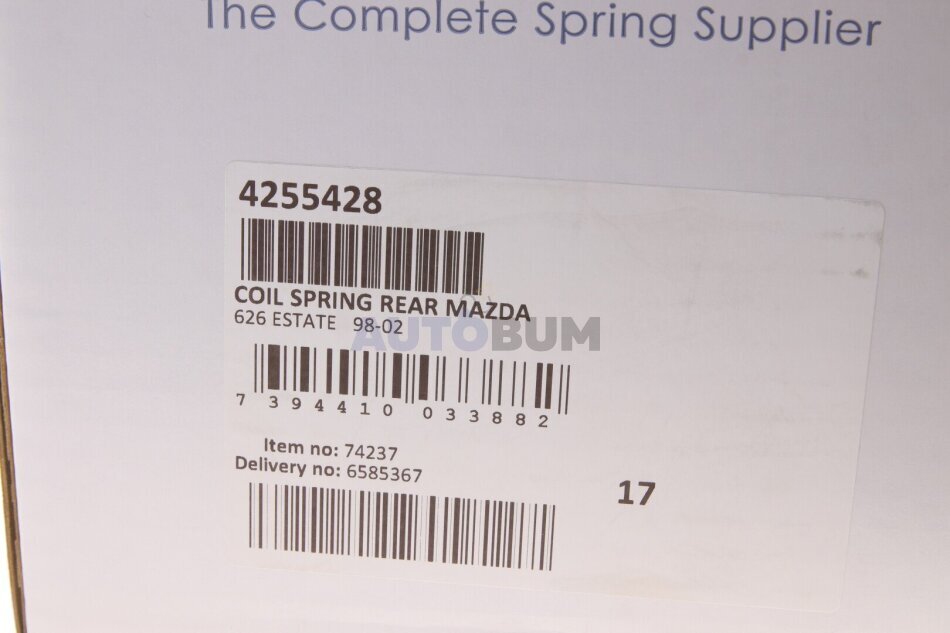 The Complete Spring Supplier
4255428
COIL SPRING REAR MAZDA
626 ESTATE 98-02
AUTOBUM
7 394410 033882
Item no: 74237
Delivery no: 6585367
17